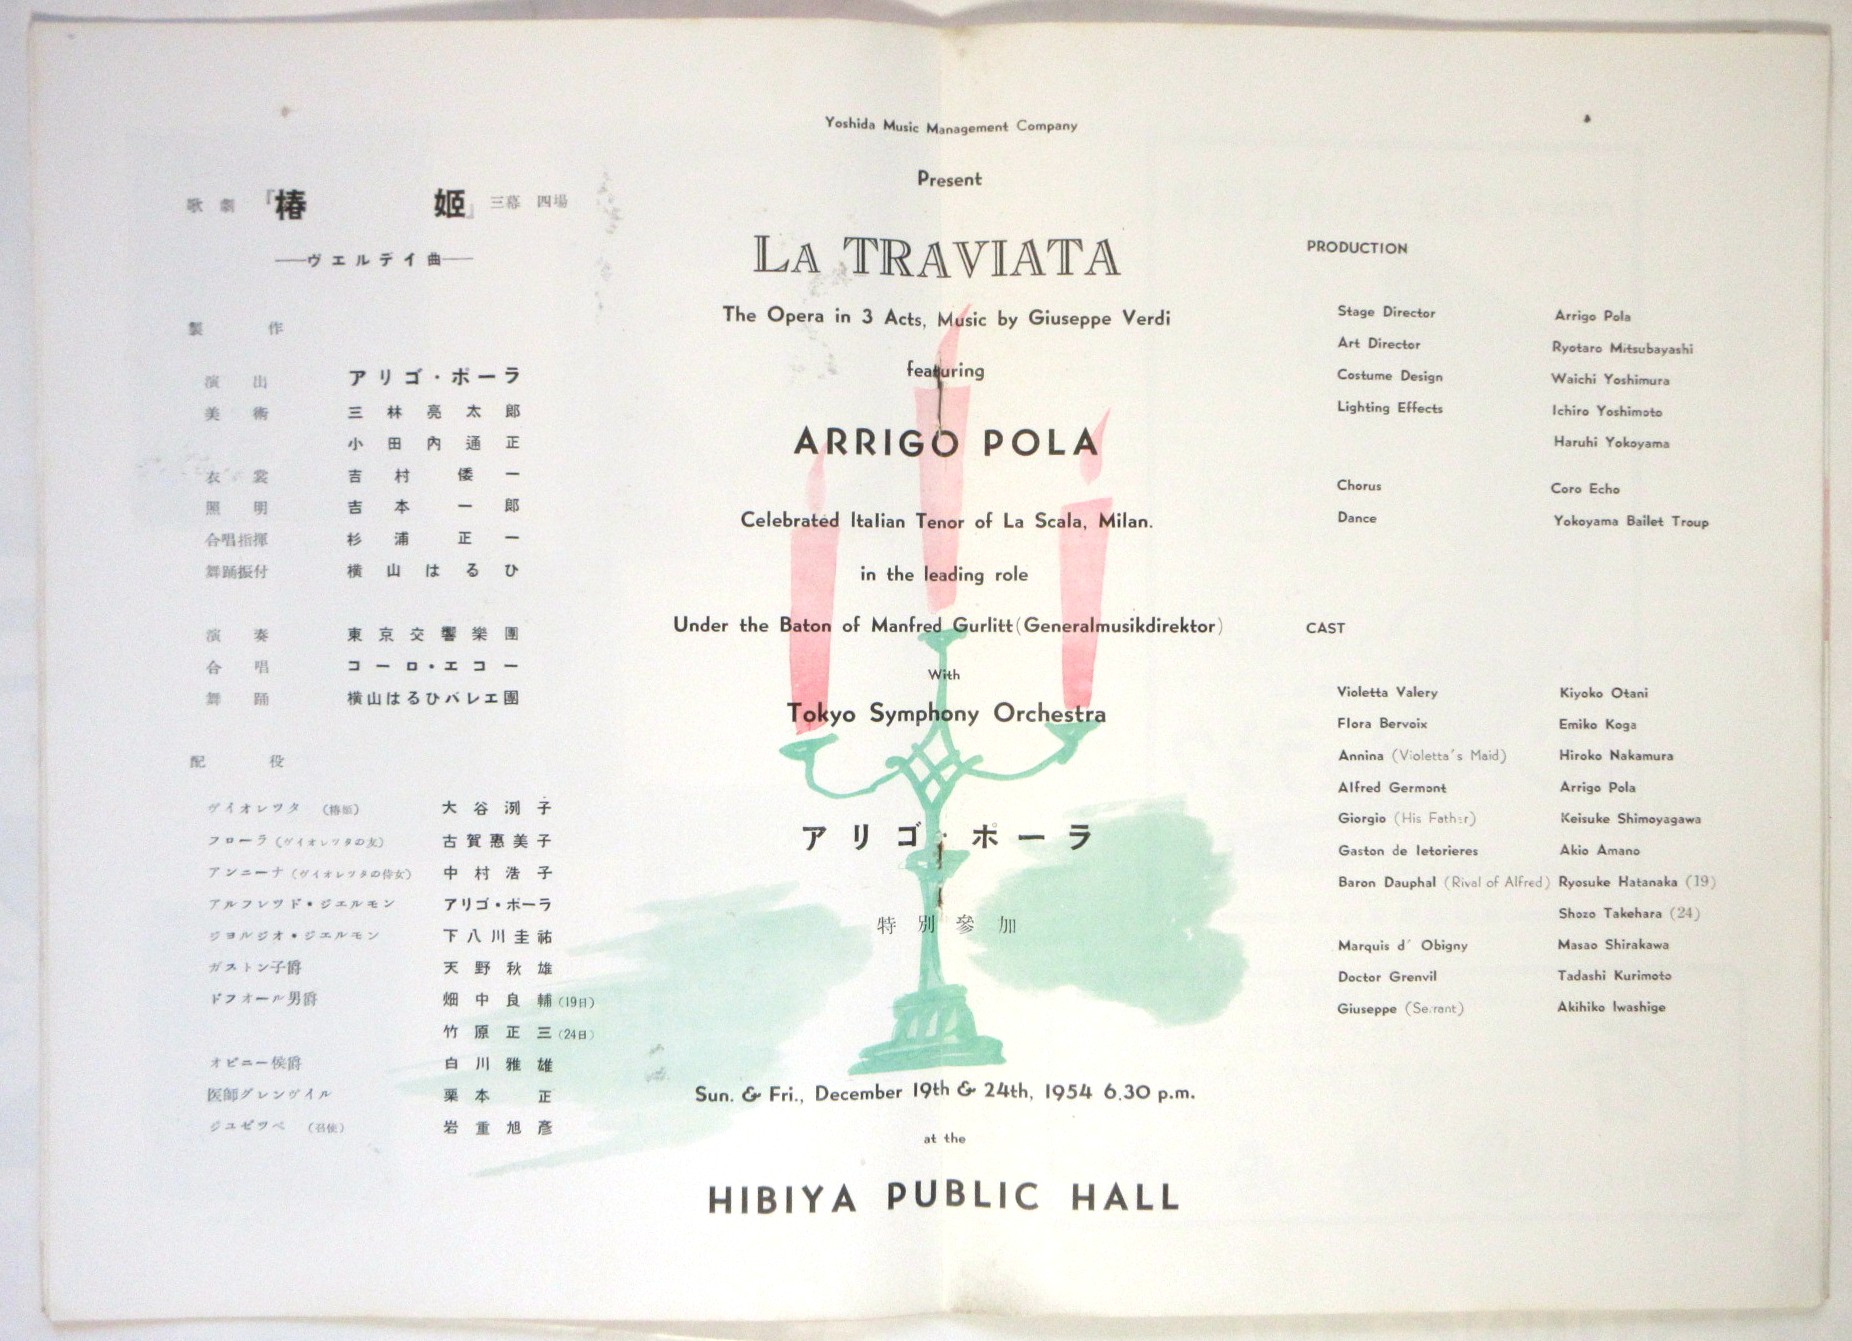 歌劇『椿姫』三幕 四場
──ヴエルデイ曲──
製作
演出 アリゴ・ポーラ
美術 三林亮太郎
小田内通正
衣裳 吉村倭一
照明 吉本一郎
合唱指揮 杉浦正一
舞踊振付 横山はるひ
演奏 東京交響樂團
合唱 コーロ・エコー
舞踊 横山はるひバレエ團
配役
ヴイオレツタ (椿姫) 大谷洌子
フローラ (ヴイオレツタの友) 古賀惠美子
アンニーナ (ヴイオレツタの侍女) 中村浩子
アルフレツド・ジエルモン アリゴ・ポーラ
ジヨルジオ・ジエルモン 下八川圭祐
ガストン子爵 天野秋雄
ドフオール男爵 畑中良輔 (19日)
竹原正三 (24日)
オビニー侯爵 白川雅雄
医師グレンヴイル 栗本正
ジユゼツペ (召使) 岩重旭彥
Yoshida Music Management Company
Present
LA TRAVIATA
The Opera in 3 Acts, Music by Giuseppe Verdi
featuring
ARRIGO POLA
Celebrated Italian Tenor of La Scala, Milan.
in the leading role
Under the Baton of Manfred Gurlitt (Generalmusikdirektor)
With
Tokyo Symphony Orchestra
アリゴ・ポーラ
特別參加
Sun. & Fri., December 19th & 24th, 1954 6.30 p.m.
at the
HIBIYA PUBLIC HALL
PRODUCTION
Stage Director Arrigo Pola
Art Director Ryotaro Mitsubayashi
Costume Design Waichi Yoshimura
Lighting Effects Ichiro Yoshimoto
Haruhi Yokoyama
Chorus Coro Echo
Dance Yokoyama Bailet Troup
CAST
Violetta Valery Kiyoko Otani
Flora Bervoix Emiko Koga
Annina (Violetta's Maid) Hiroko Nakamura
Alfred Germont Arrigo Pola
Giorgio (His Father) Keisuke Shimoyagawa
Gaston de letorieres Akio Amano
Baron Dauphal (Rival of Alfred) Ryosuke Hatanaka (19)
Shozo Takehara (24)
Marquis d' Obigny Masao Shirakawa
Doctor Grenvil Tadashi Kurimoto
Giuseppe (Servant) Akihiko Iwashige